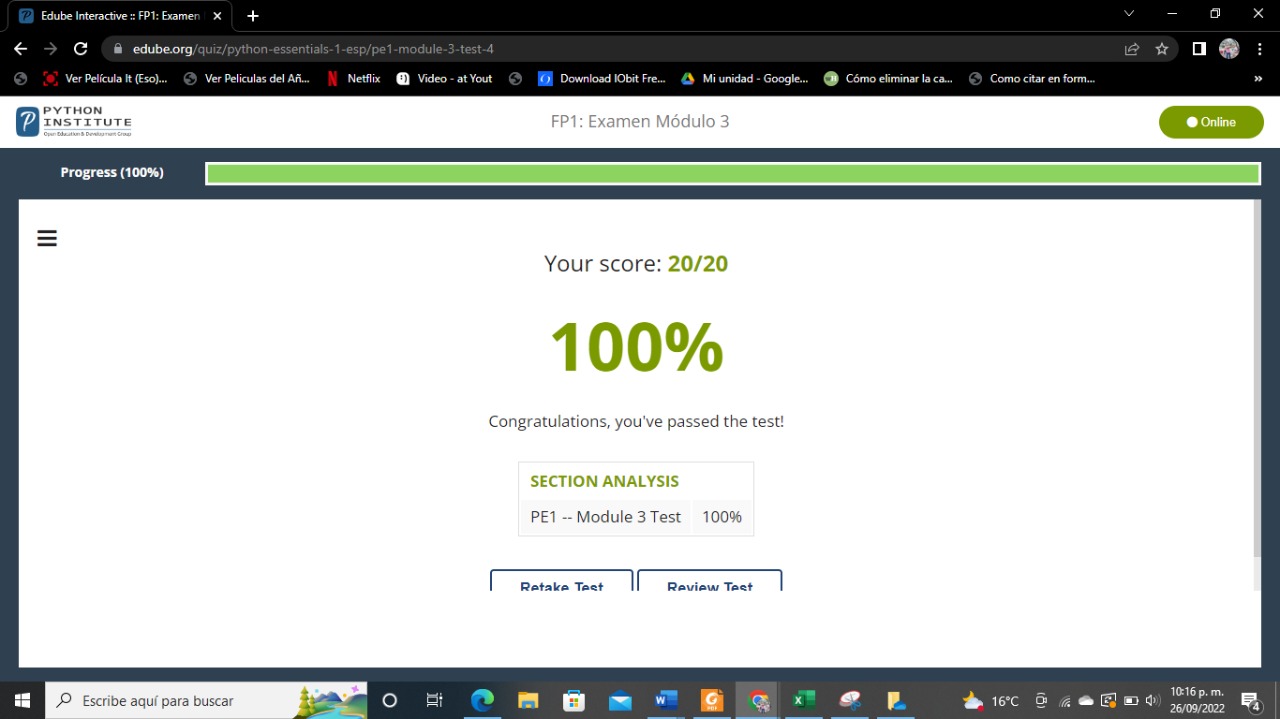 Edube Interactive :: FP1: Examen
edube.org/quiz/python-essentials-1-esp/pe1-module-3-test-4
Ver Película It (Eso)... Ver Peliculas del Añ... Netflix Video - at Yout Download IObit Fre... Mi unidad - Google... Cómo eliminar la ca... Como citar en form... »
PYTHON
INSTITUTE
Open Education & Development Group
FP1: Examen Módulo 3
Online
Progress (100%)
Your score: 20/20
100%
Congratulations, you've passed the test!
SECTION ANALYSIS
PE1 -- Module 3 Test 100%
Retake Test Review Test
Escribe aquí para buscar
16°C
10:16 p. m.
26/09/2022
4